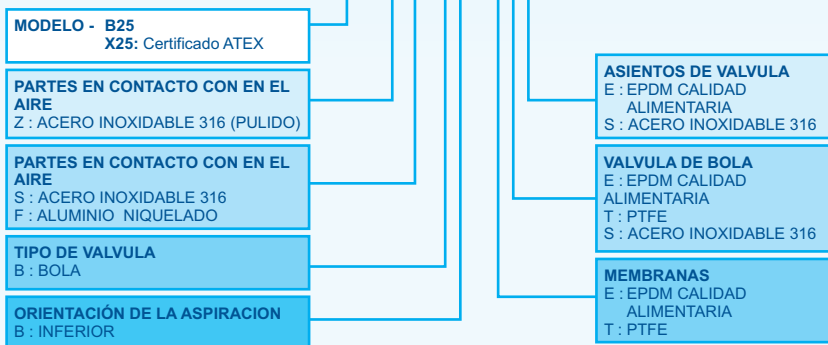 MODELO - B25
X25: Certificado ATEX
PARTES EN CONTACTO CON EN EL
AIRE
Z : ACERO INOXIDABLE 316 (PULIDO)
PARTES EN CONTACTO CON EN EL
AIRE
S : ACERO INOXIDABLE 316
F : ALUMINIO NIQUELADO
TIPO DE VALVULA
B : BOLA
ORIENTACIÓN DE LA ASPIRACION
B : INFERIOR
ASIENTOS DE VALVULA
E : EPDM CALIDAD
ALIMENTARIA
S : ACERO INOXIDABLE 316
VALVULA DE BOLA
E : EPDM CALIDAD
ALIMENTARIA
T : PTFE
S : ACERO INOXIDABLE 316
MEMBRANAS
E : EPDM CALIDAD
ALIMENTARIA
T : PTFE